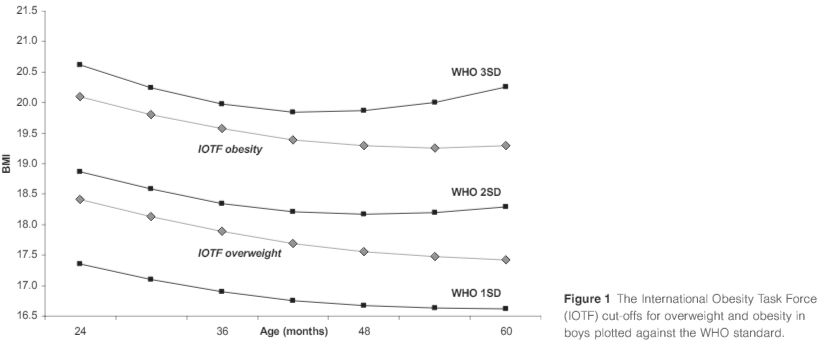 21.5
21.0
20.5
20.0
19.5
19.0
18.5
18.0
17.5
17.0
16.5
BMI
WHO 3SD
IOTF obesity
WHO 2SD
IOTF overweight
WHO 1SD
24
36
Age (months)
48
60
Figure 1 The International Obesity Task Force
(IOTF) cut-offs for overweight and obesity in
boys plotted against the WHO standard.